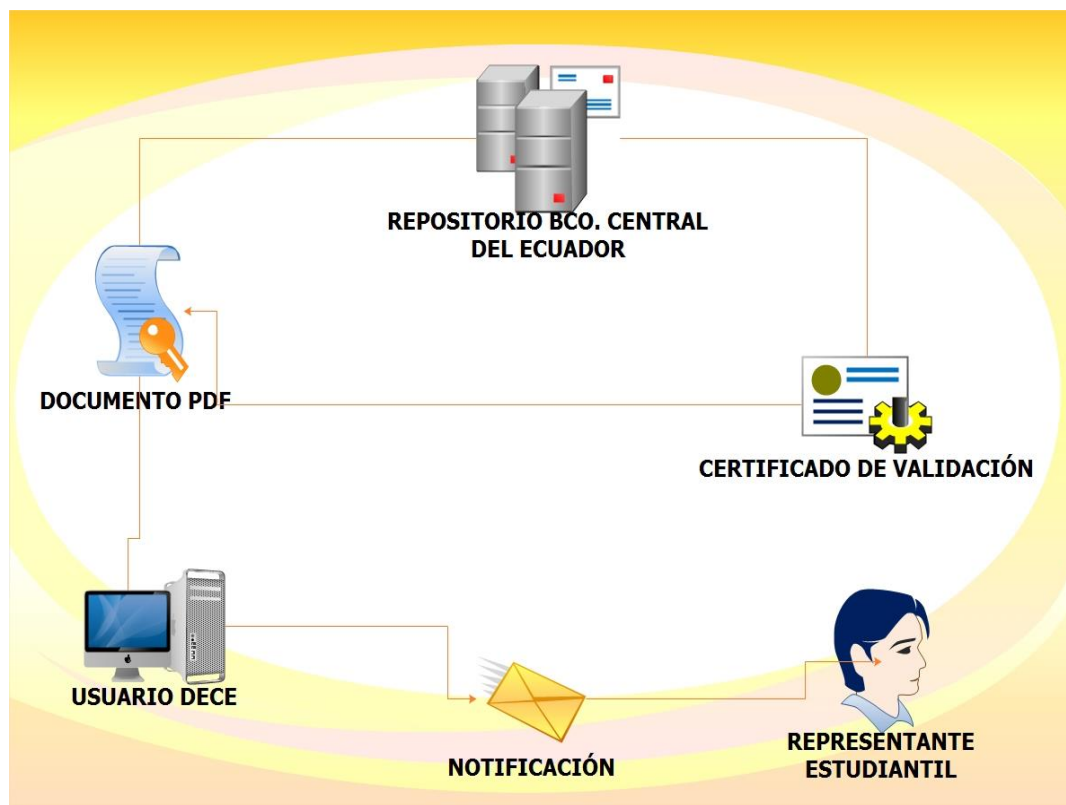 REPOSITORIO BCO. CENTRAL
DEL ECUADOR
DOCUMENTO PDF
CERTIFICADO DE VALIDACIÓN
USUARIO DECE
NOTIFICACIÓN
REPRESENTANTE
ESTUDIANTIL